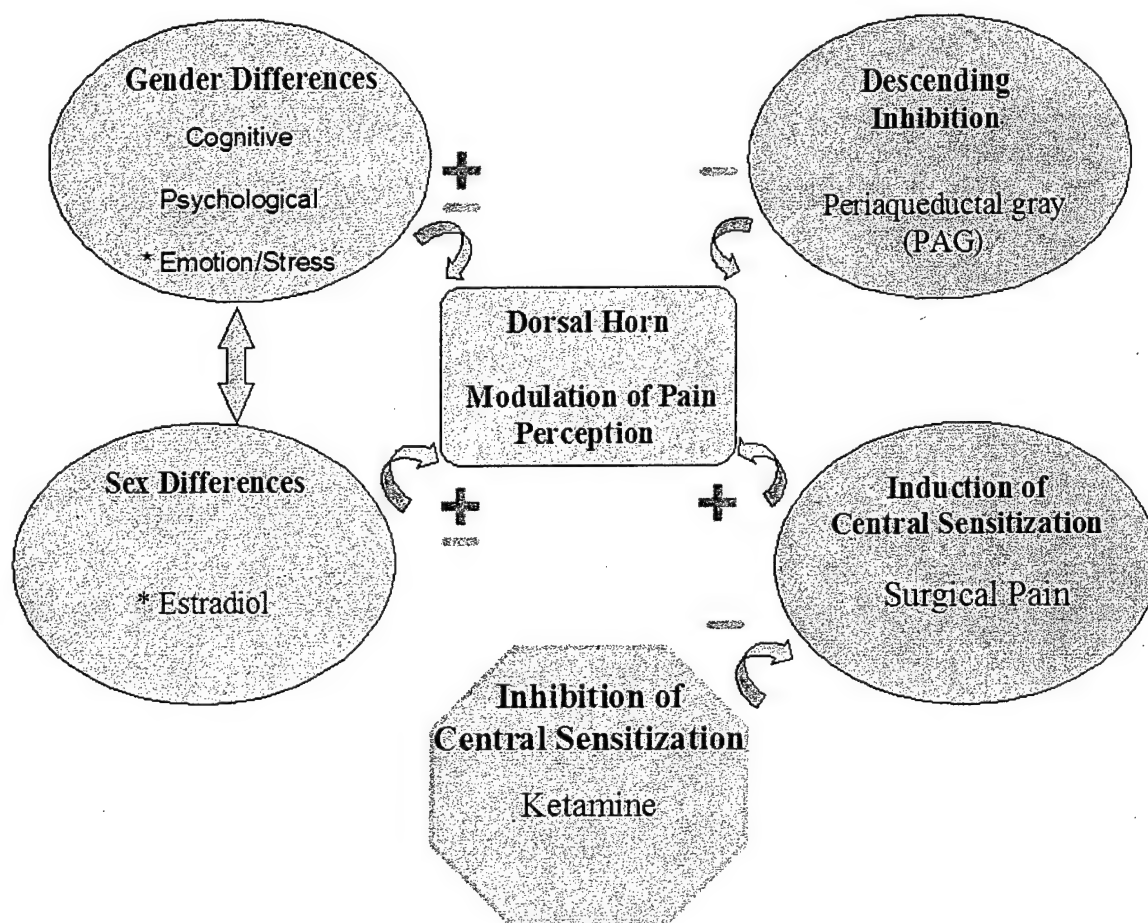 Gender Differences
Cognitive
Psychological
* Emotion/Stress
+
–
Descending
Inhibition
Periaqueductal gray
(PAG)
–
Dorsal Horn
Modulation of Pain
Perception
Sex Differences
* Estradiol
+
–
Induction of
Central Sensitization
Surgical Pain
+
Inhibition of
Central Sensitization
Ketamine
–